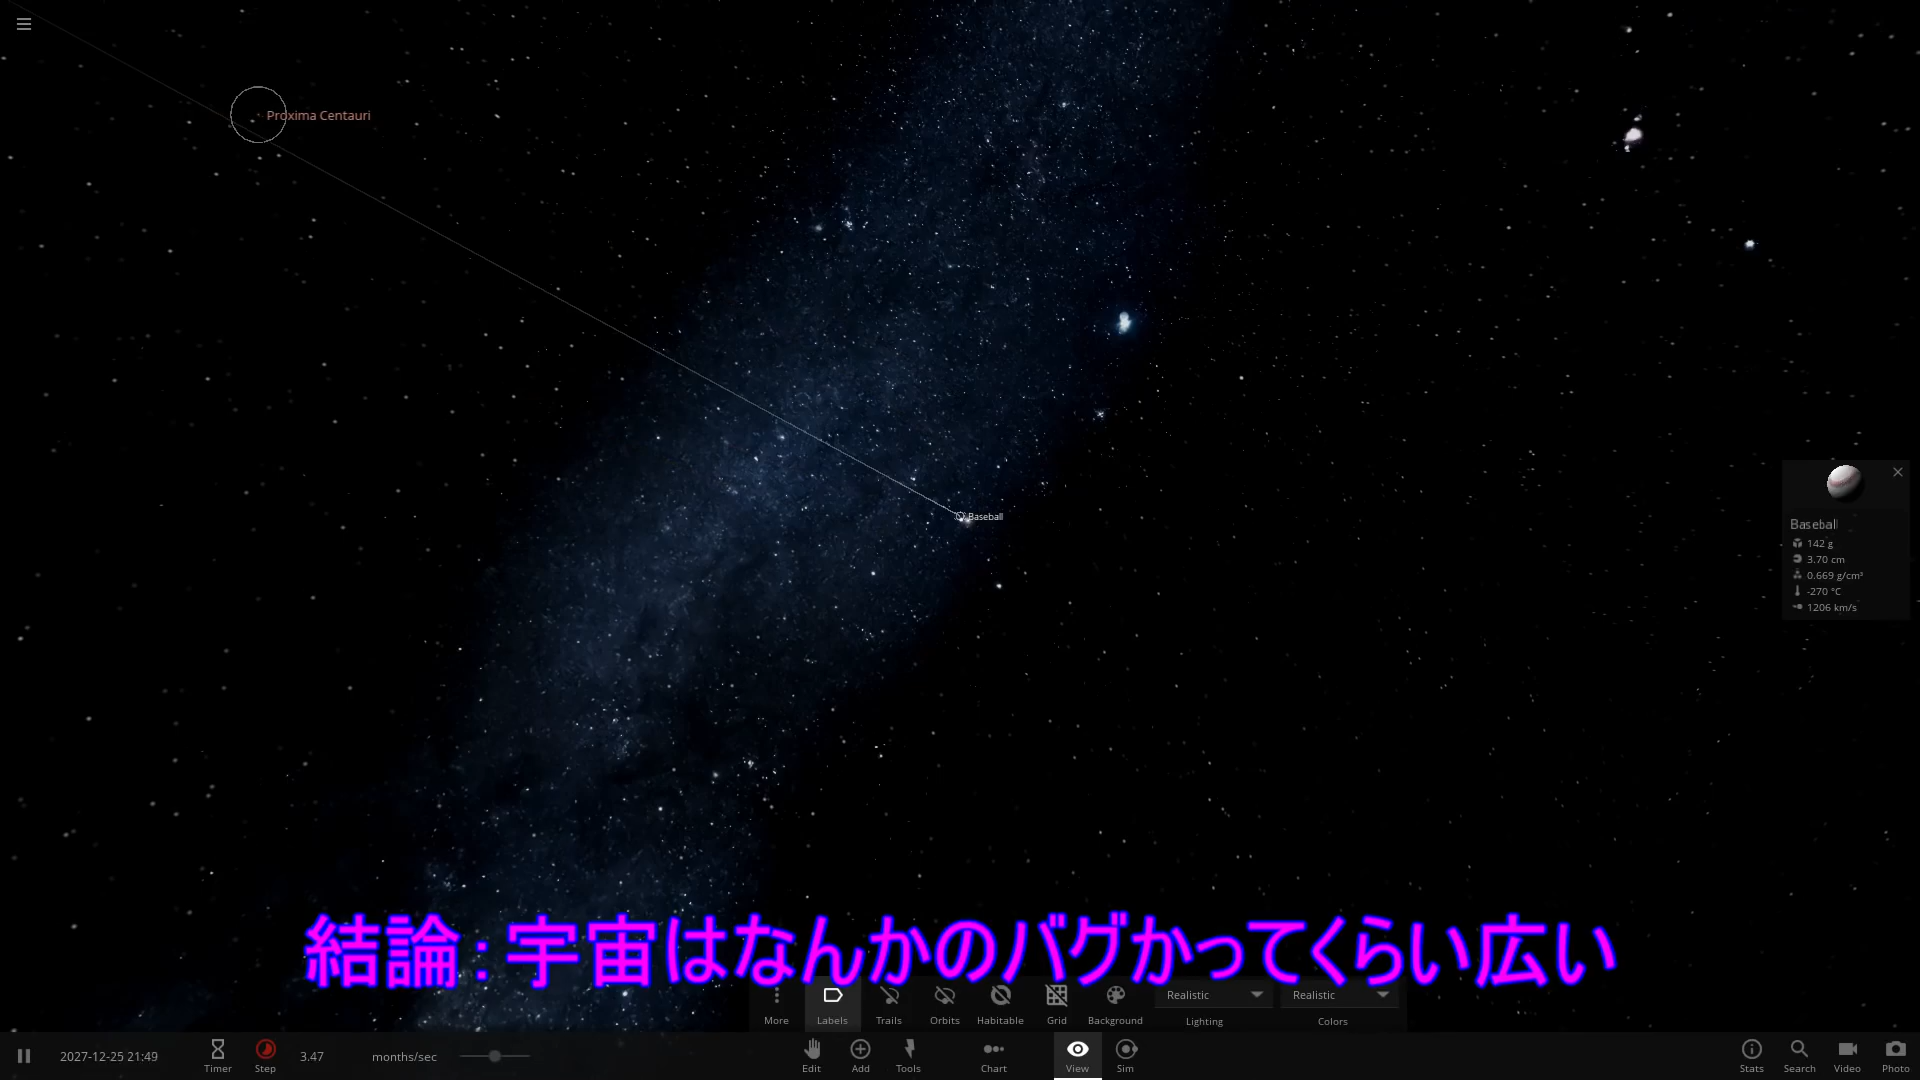 Proxima Centauri
Baseball
Baseball
142 g
3.70 cm
0.669 g/cm³
-270 °C
1206 km/s
結論：宇宙はなんかのバグかってくらい広い
More Labels Trails Orbits Habitable Grid Background Realistic Lighting Realistic Colors
2027-12-25 21:49 Timer Step 3.47 months/sec Edit Add Tools Chart View Sim Stats Search Video Photo